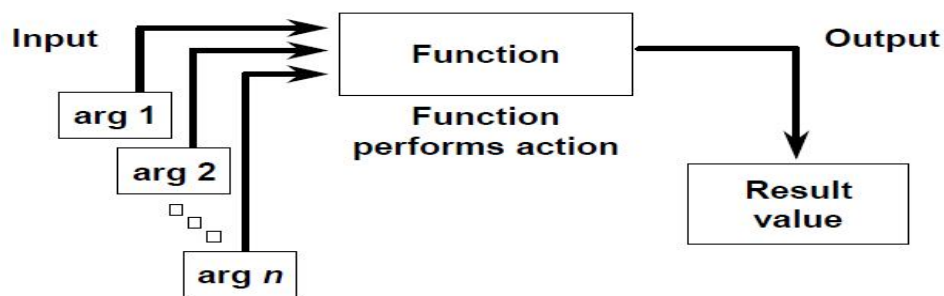 Input
Function
Output
arg 1
Function
performs action
arg 2
Result
value
arg n